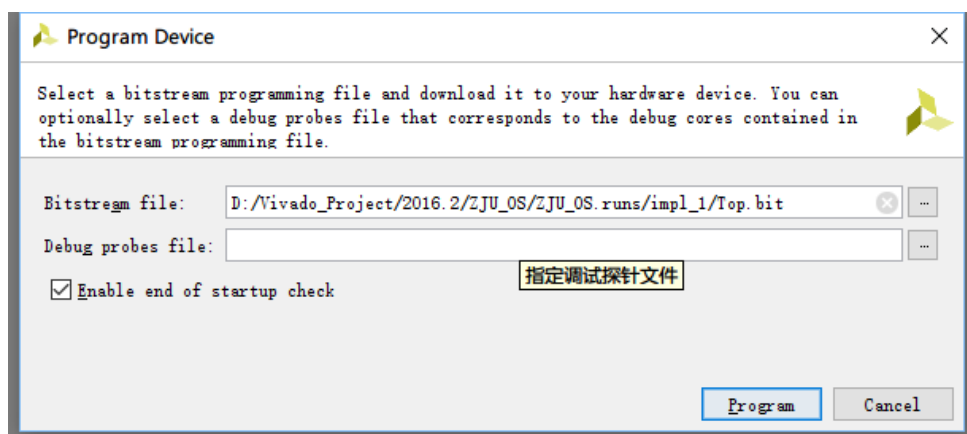 Program Device
Select a bitstream programming file and download it to your hardware device. You can
optionally select a debug probes file that corresponds to the debug cores contained in
the bitstream programming file.
Bitstream file: D:/Vivado_Project/2016.2/ZJU_OS/ZJU_OS.runs/impl_1/Top.bit ...
Debug probes file: ...
指定调试探针文件
Enable end of startup check
Program Cancel